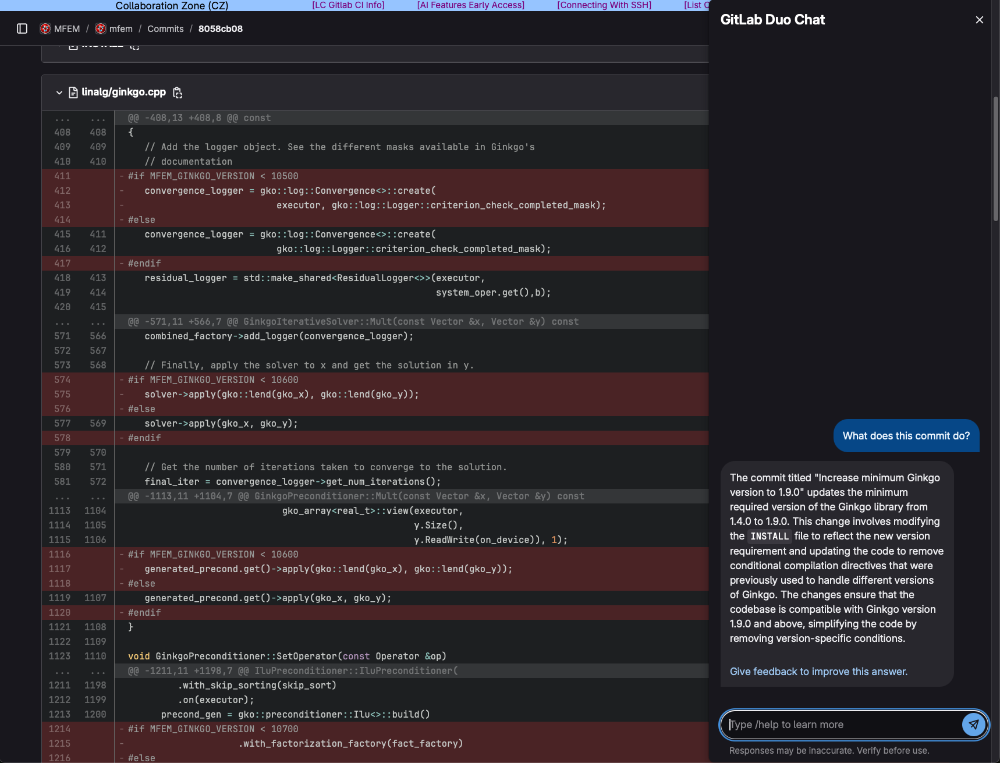 Collaboration Zone (CZ) [LC Gitlab CI Info] [AI Features Early Access] [Connecting With SSH] [List
MFEM / mfem / Commits / 8058cb08
INSTALL
linalg/ginkgo.cpp
... ... @@ -408,13 +408,8 @@ const
408 408 {
409 409 // Add the logger object. See the different masks available in Ginkgo's
410 410 // documentation
411 - #if MFEM_GINKGO_VERSION < 10500
412 - convergence_logger = gko::log::Convergence<>::create(
413 - executor, gko::log::Logger::criterion_check_completed_mask);
414 - #else
415 411 convergence_logger = gko::log::Convergence<>::create(
416 412 gko::log::Logger::criterion_check_completed_mask);
417 - #endif
418 413 residual_logger = std::make_shared<ResidualLogger<>>(executor,
419 414 system_oper.get(),b);
420 415
... ... @@ -571,11 +566,7 @@ GinkgoIterativeSolver::Mult(const Vector &x, Vector &y) const
571 566 combined_factory->add_logger(convergence_logger);
572 567
573 568 // Finally, apply the solver to x and get the solution in y.
574 - #if MFEM_GINKGO_VERSION < 10600
575 - solver->apply(gko::lend(gko_x), gko::lend(gko_y));
576 - #else
577 569 solver->apply(gko_x, gko_y);
578 - #endif
579 570
580 571 // Get the number of iterations taken to converge to the solution.
581 572 final_iter = convergence_logger->get_num_iterations();
... ... @@ -1113,11 +1104,7 @@ GinkgoPreconditioner::Mult(const Vector &x, Vector &y) const
1113 1104 gko_array<real_t>::view(executor,
1114 1105 y.Size(),
1115 1106 y.ReadWrite(on_device)), 1);
1116 - #if MFEM_GINKGO_VERSION < 10600
1117 - generated_precond.get()->apply(gko::lend(gko_x), gko::lend(gko_y));
1118 - #else
1119 1107 generated_precond.get()->apply(gko_x, gko_y);
1120 - #endif
1121 1108 }
1122 1109
1123 1110 void GinkgoPreconditioner::SetOperator(const Operator &op)
... ... @@ -1211,11 +1198,7 @@ IluPreconditioner::IluPreconditioner(
1211 1198 .with_skip_sorting(skip_sort)
1212 1199 .on(executor);
1213 1200 precond_gen = gko::preconditioner::Ilu<>::build()
1214 - #if MFEM_GINKGO_VERSION < 10700
1215 - .with_factorization_factory(fact_factory)
1216 - #else
GitLab Duo Chat
What does this commit do?
The commit titled "Increase minimum Ginkgo
version to 1.9.0" updates the minimum
required version of the Ginkgo library from
1.4.0 to 1.9.0. This change involves modifying
the INSTALL file to reflect the new version
requirement and updating the code to remove
conditional compilation directives that were
previously used to handle different versions
of Ginkgo. The changes ensure that the
codebase is compatible with Ginkgo version
1.9.0 and above, simplifying the code by
removing version-specific conditions.
Give feedback to improve this answer.
Type /help to learn more
Responses may be inaccurate. Verify before use.